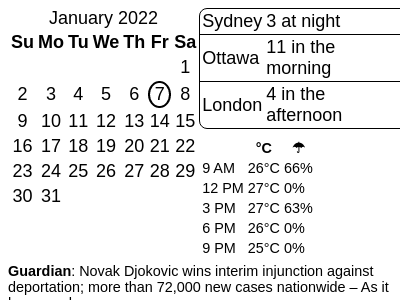 January 2022
Su Mo Tu We Th Fr Sa
1
2 3 4 5 6 7 8
9 10 11 12 13 14 15
16 17 18 19 20 21 22
23 24 25 26 27 28 29
30 31
Sydney 3 at night
Ottawa 11 in the
morning
London 4 in the
afternoon
°C ☂
9 AM 26°C 66%
12 PM 27°C 0%
3 PM 27°C 63%
6 PM 26°C 0%
9 PM 25°C 0%
Guardian: Novak Djokovic wins interim injunction against
deportation; more than 72,000 new cases nationwide – As it